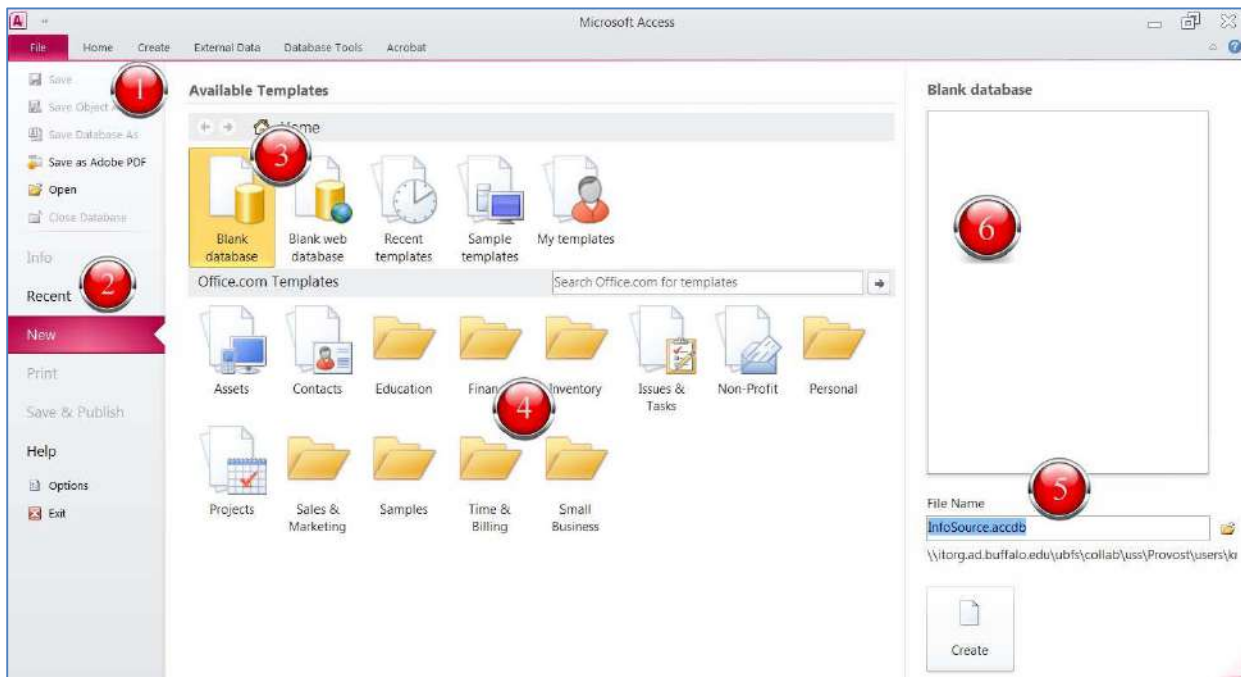 Microsoft Access
File Home Create External Data Database Tools Acrobat
Save
Save Object
Save Database As
Save as Adobe PDF
Open
Close Database
Info
Recent
New
Print
Save & Publish
Help
Options
Exit
1
2
Available Templates
Home
3
Blank database
Blank web database
Recent templates
Sample templates
My templates
Office.com Templates
Search Office.com for templates
Assets
Contacts
Education
Inventory
Issues & Tasks
Non-Profit
Personal
4
Projects
Sales & Marketing
Samples
Time & Billing
Small Business
Blank database
6
5
File Name
InfoSource.accdb
\\itorg.ad.buffalo.edu\ubfs\collab\uss\Provost\users\
Create